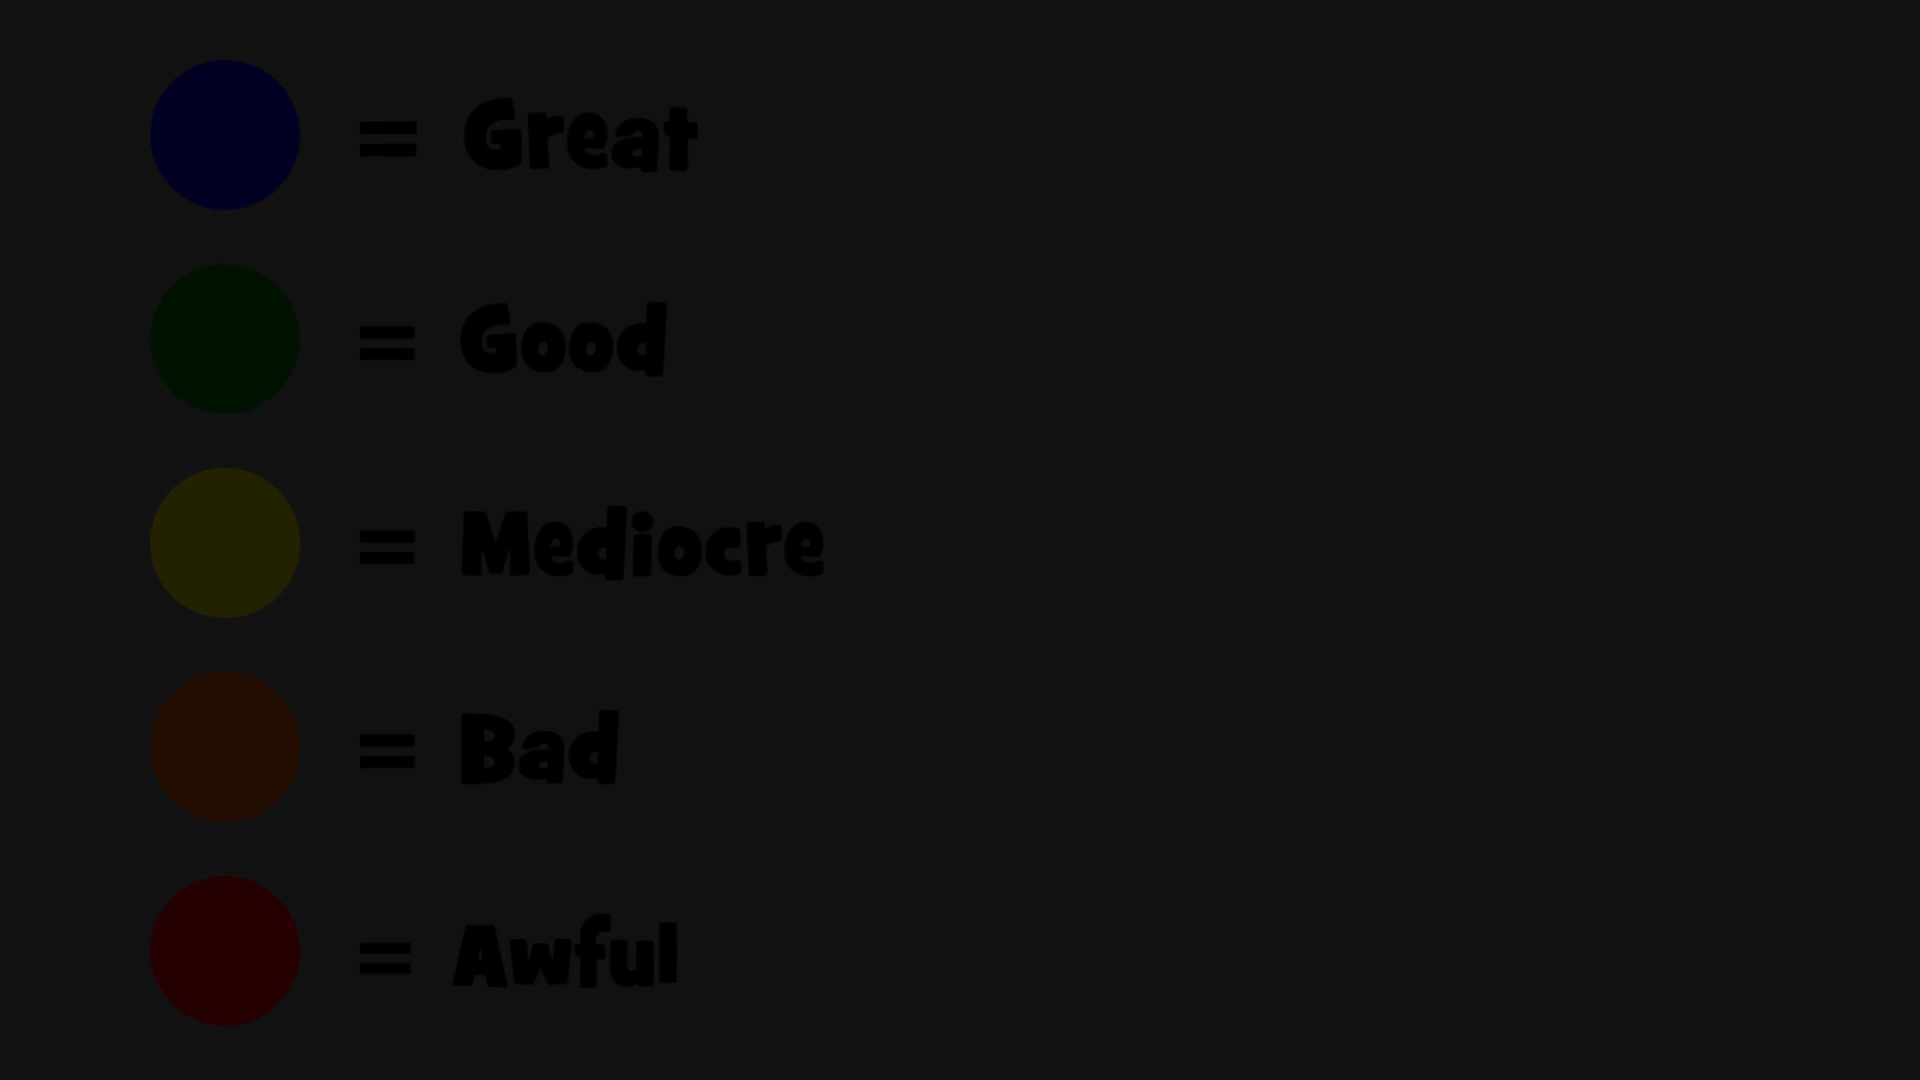 = Great
= Good
= Mediocre
= Bad
= Awful